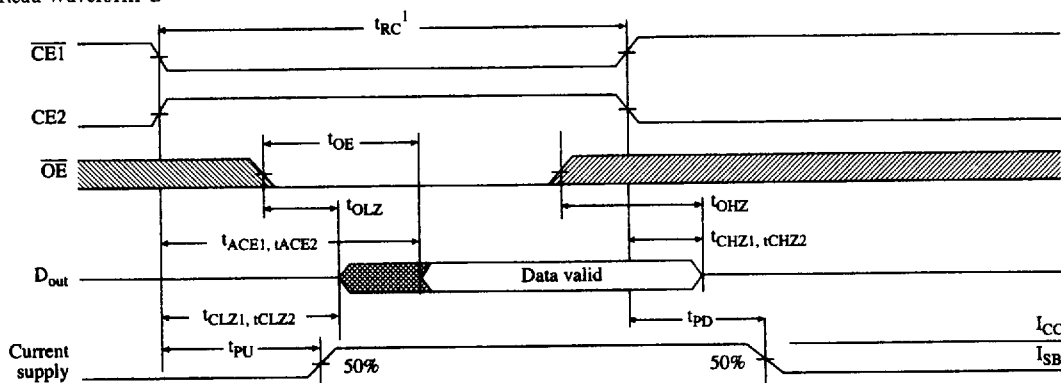 Read waveform 2
tRC1
CE1
CE2
tOE
OE
tOLZ
tOHZ
tACE1, tACE2
tCHZ1, tCHZ2
Dout
Data valid
tCLZ1, tCLZ2
tPD
tPU
ICC
Current
supply
50%
50%
ISB